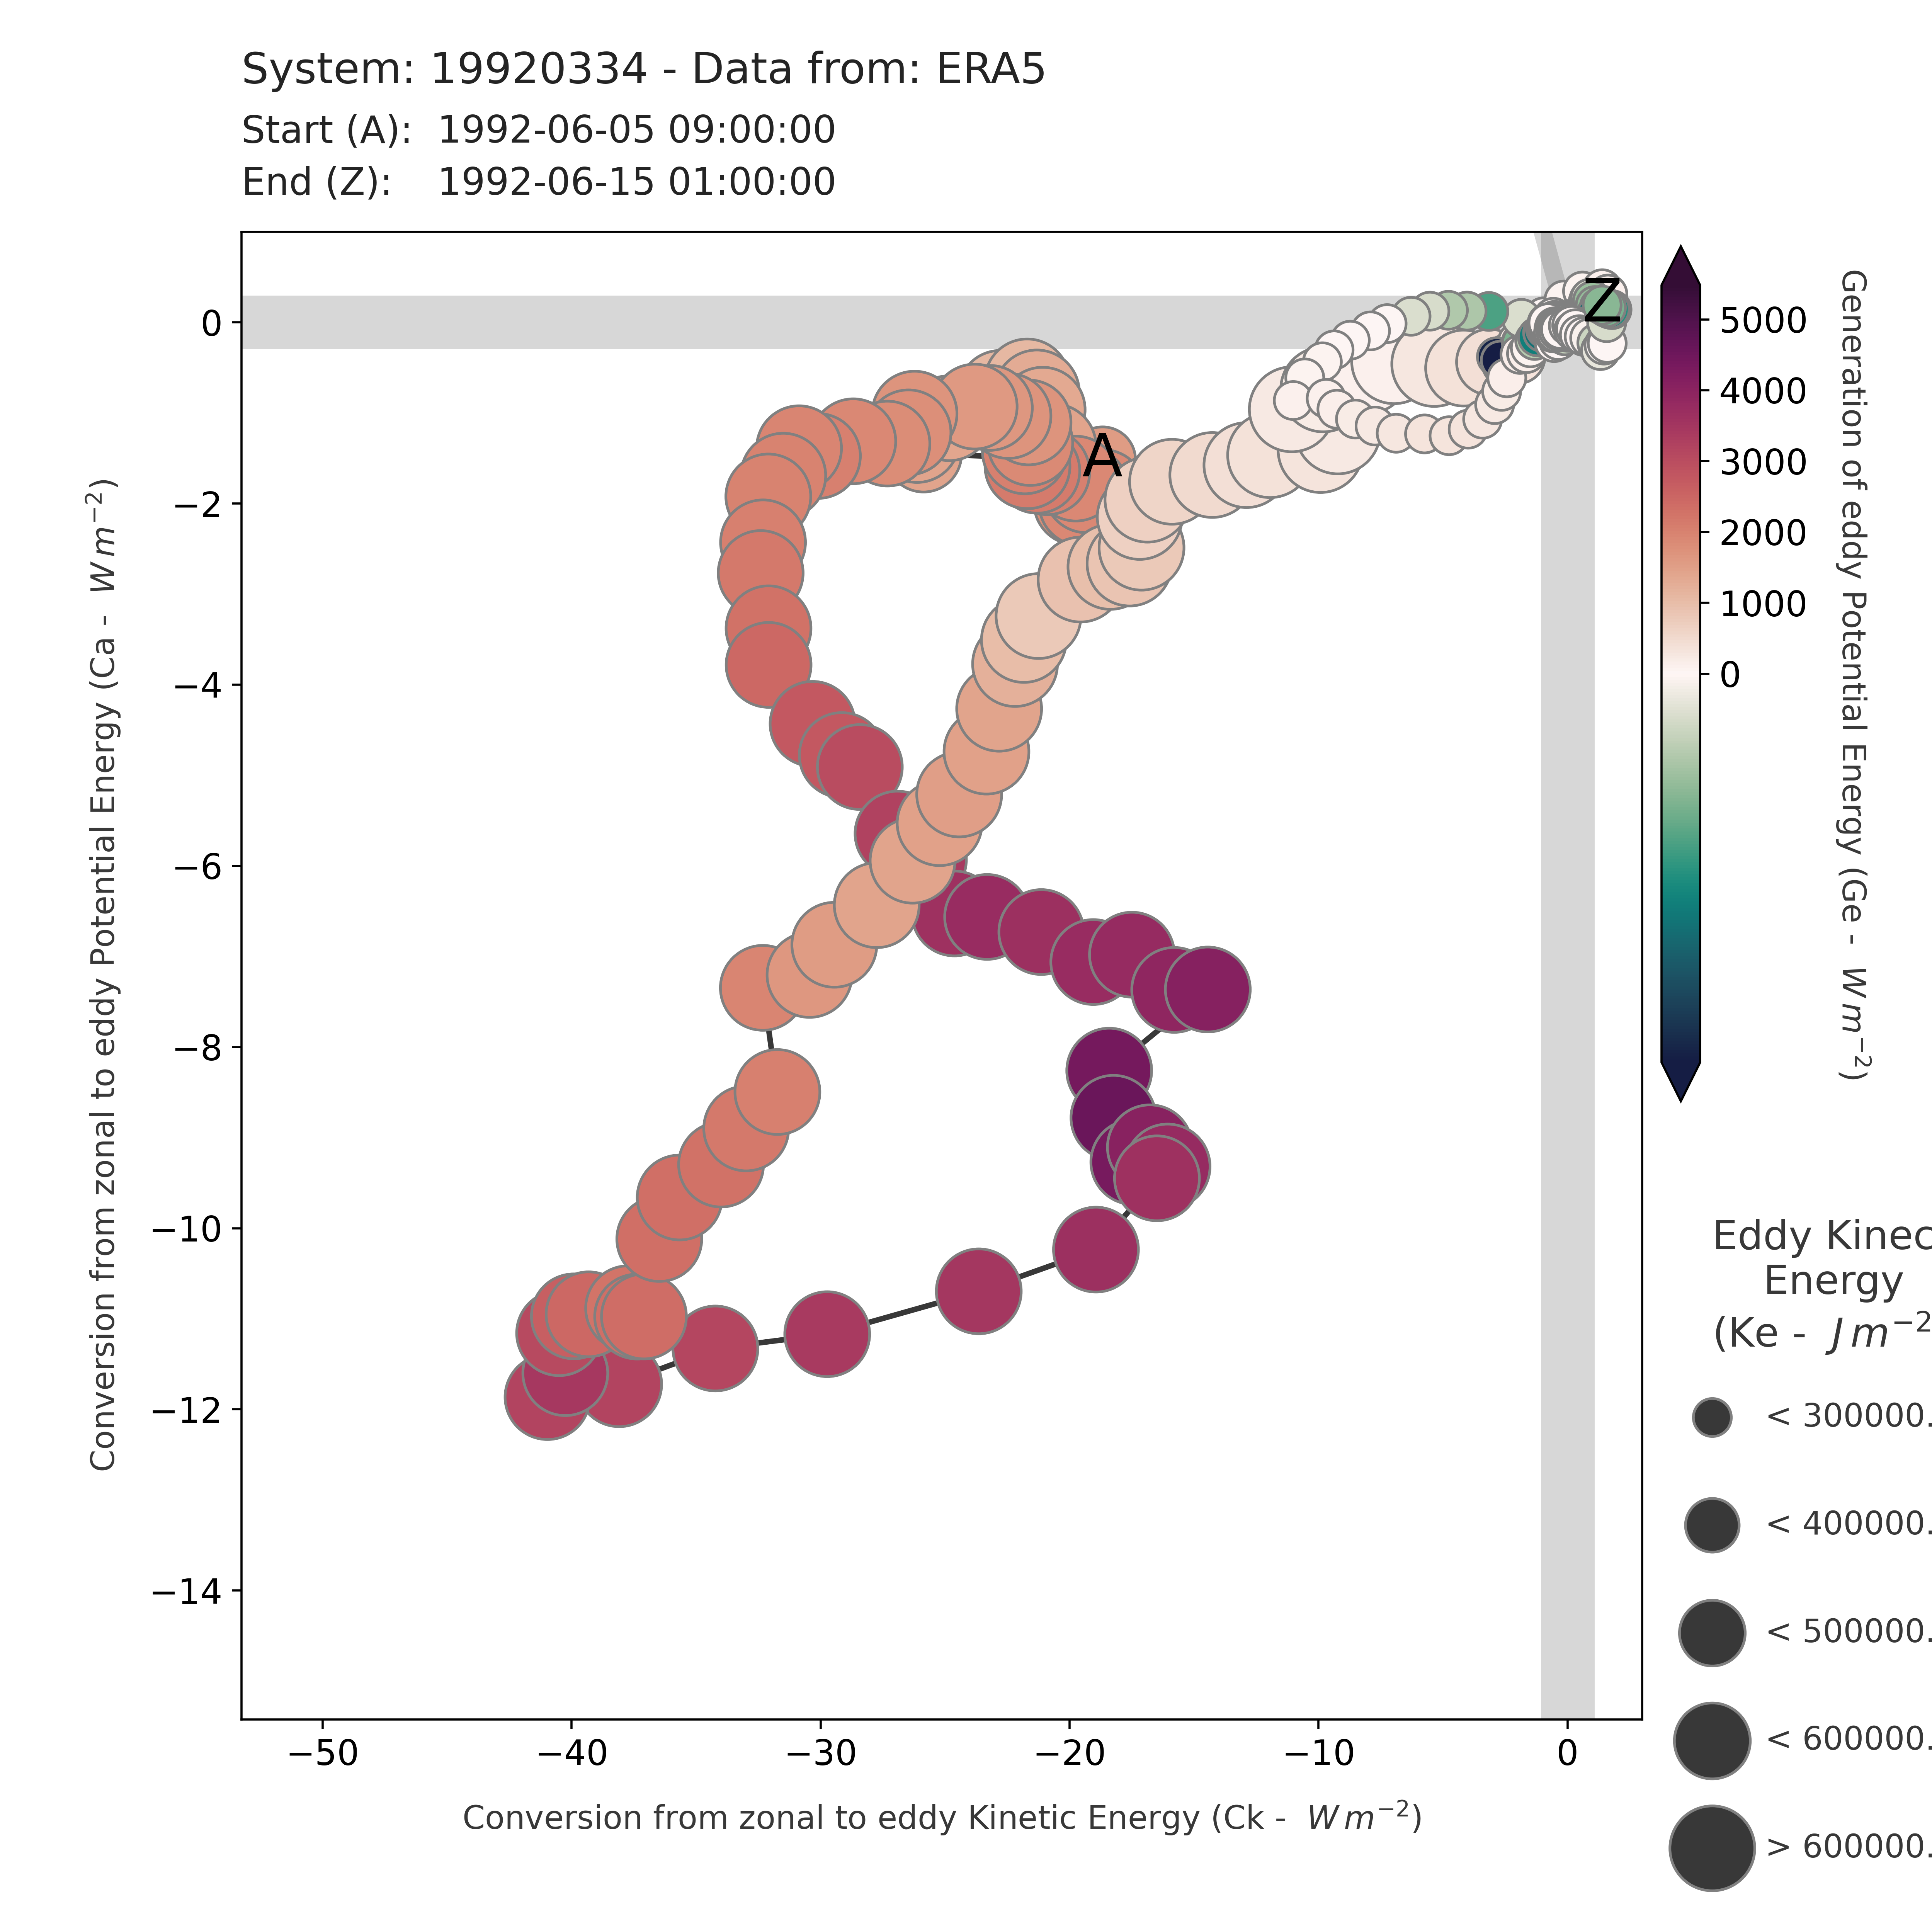 System: 19920334 - Data from: ERA5
Start (A): 1992-06-05 09:00:00
End (Z): 1992-06-15 01:00:00
A
Z
0
−2
−4
−6
−8
−10
−12
−14
−50
−40
−30
−20
−10
0
Conversion from zonal to eddy Potential Energy (Ca - W m⁻²)
Conversion from zonal to eddy Kinetic Energy (Ck - W m⁻²)
5000
4000
3000
2000
1000
0
Generation of eddy Potential Energy (Ge - W m⁻²)
Eddy Kinec
Energy
(Ke - J m⁻²
< 300000.
< 400000.
< 500000.
< 600000.
> 600000.